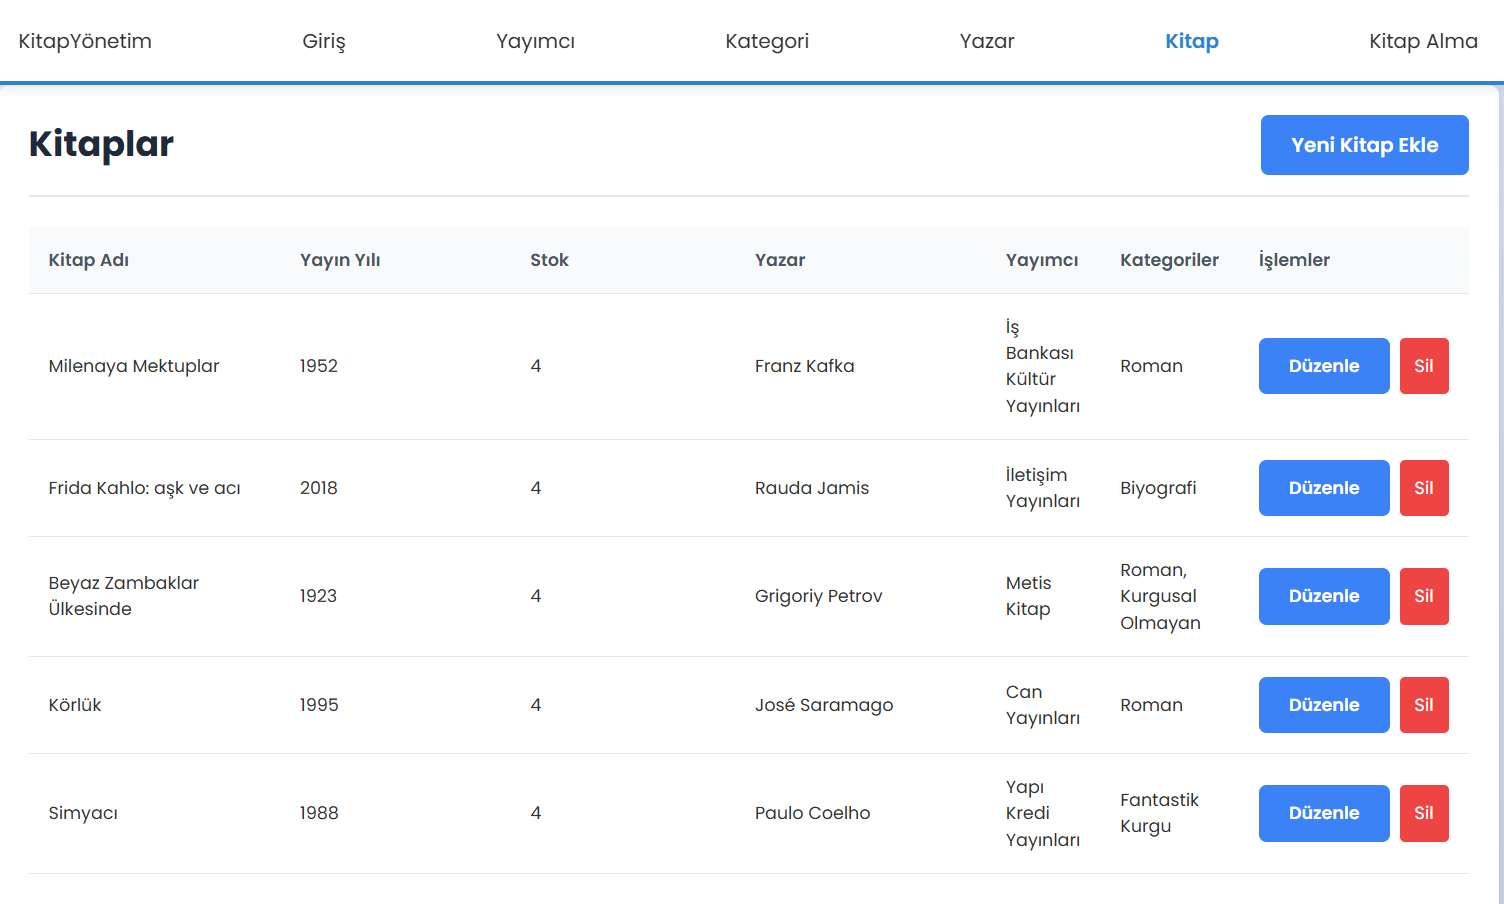 KitapYönetim Giriş Yayımcı Kategori Yazar Kitap Kitap Alma
Kitaplar
Yeni Kitap Ekle
Kitap Adı Yayın Yılı Stok Yazar Yayımcı Kategoriler İşlemler
Milenaya Mektuplar 1952 4 Franz Kafka
İş
Bankası
Kültür
Yayınları
Roman Düzenle Sil
Frida Kahlo: aşk ve acı 2018 4 Rauda Jamis
İletişim
Yayınları
Biyografi Düzenle Sil
Beyaz Zambaklar
Ülkesinde
1923 4 Grigoriy Petrov
Metis
Kitap
Roman,
Kurgusal
Olmayan
Düzenle Sil
Körlük 1995 4 José Saramago
Can
Yayınları
Roman Düzenle Sil
Simyacı 1988 4 Paulo Coelho
Yapı
Kredi
Yayınları
Fantastik
Kurgu
Düzenle Sil